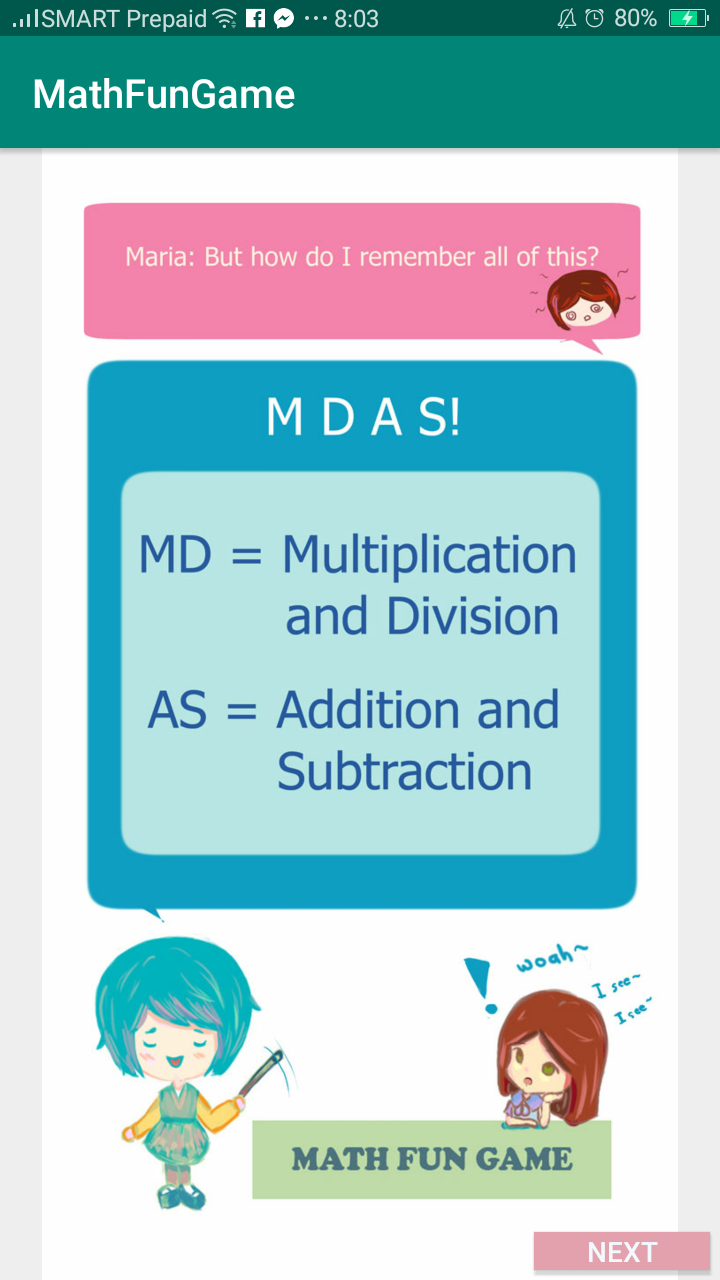 SMART Prepaid ··· 8:03 80%
MathFunGame
Maria: But how do I remember all of this?
M D A S!
MD = Multiplication
and Division
AS = Addition and
Subtraction
woah~
I see~
I see~
MATH FUN GAME
NEXT